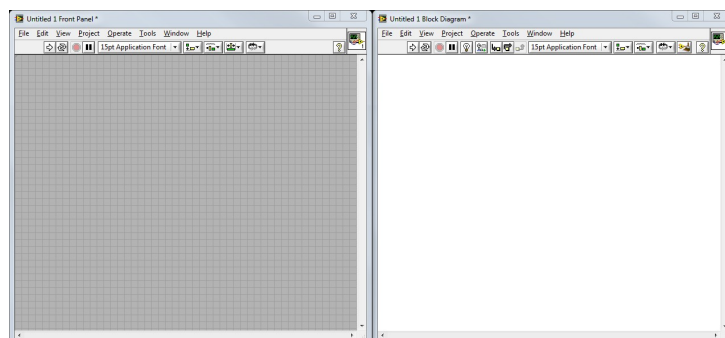 Untitled 1 Front Panel *
File Edit View Project Operate Tools Window Help
15pt Application Font
Untitled 1 Block Diagram *
File Edit View Project Operate Tools Window Help
15pt Application Font